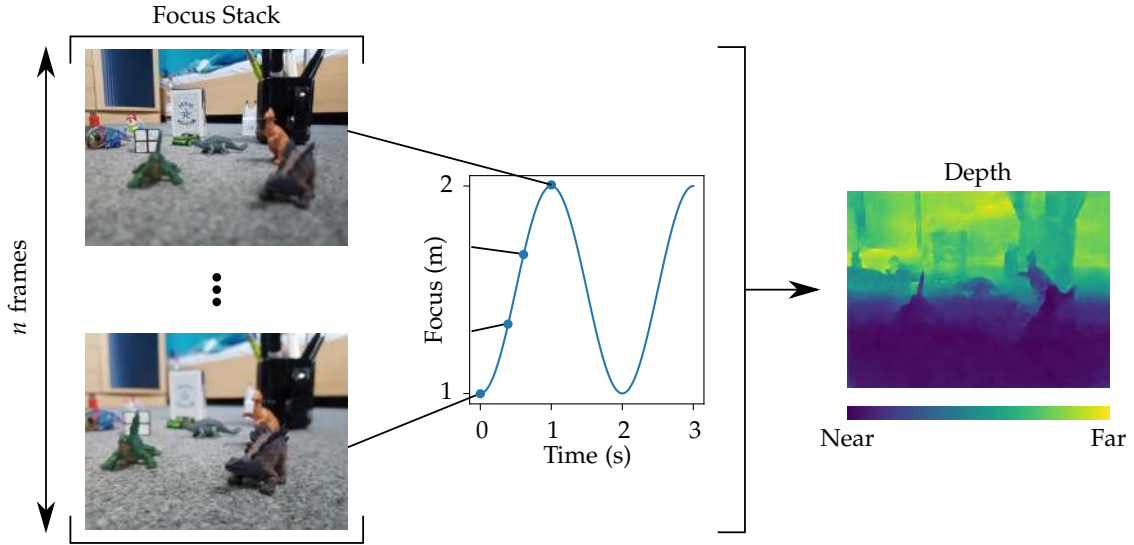 Focus Stack
n frames
2
1
Focus (m)
0 1 2 3
Time (s)
Depth
Near Far